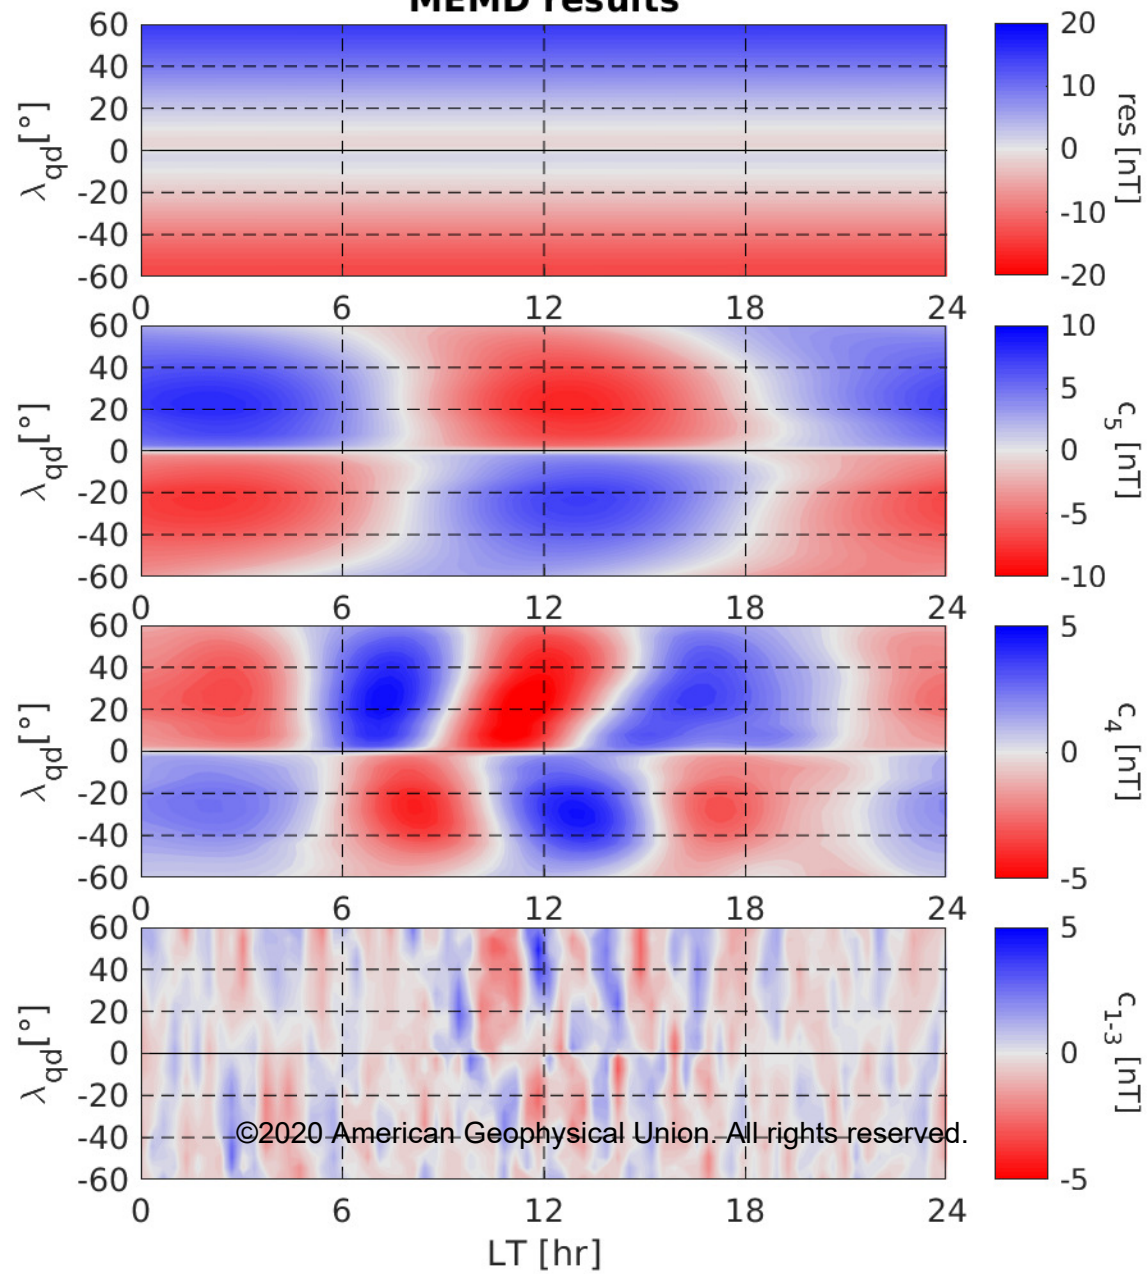 MEMD results
60
40
20
0
-20
-40
-60
λqd[°]
0 6 12 18 24
20
10
0
-10
-20
res [nT]
60
40
20
0
-20
-40
-60
λqd[°]
0 6 12 18 24
10
5
0
-5
-10
c5 [nT]
60
40
20
0
-20
-40
-60
λqd[°]
0 6 12 18 24
5
0
-5
c4 [nT]
60
40
20
0
-20
-40
-60
λqd[°]
©2020 American Geophysical Union. All rights reserved.
0 6 12 18 24
LT [hr]
5
0
-5
c1-3 [nT]